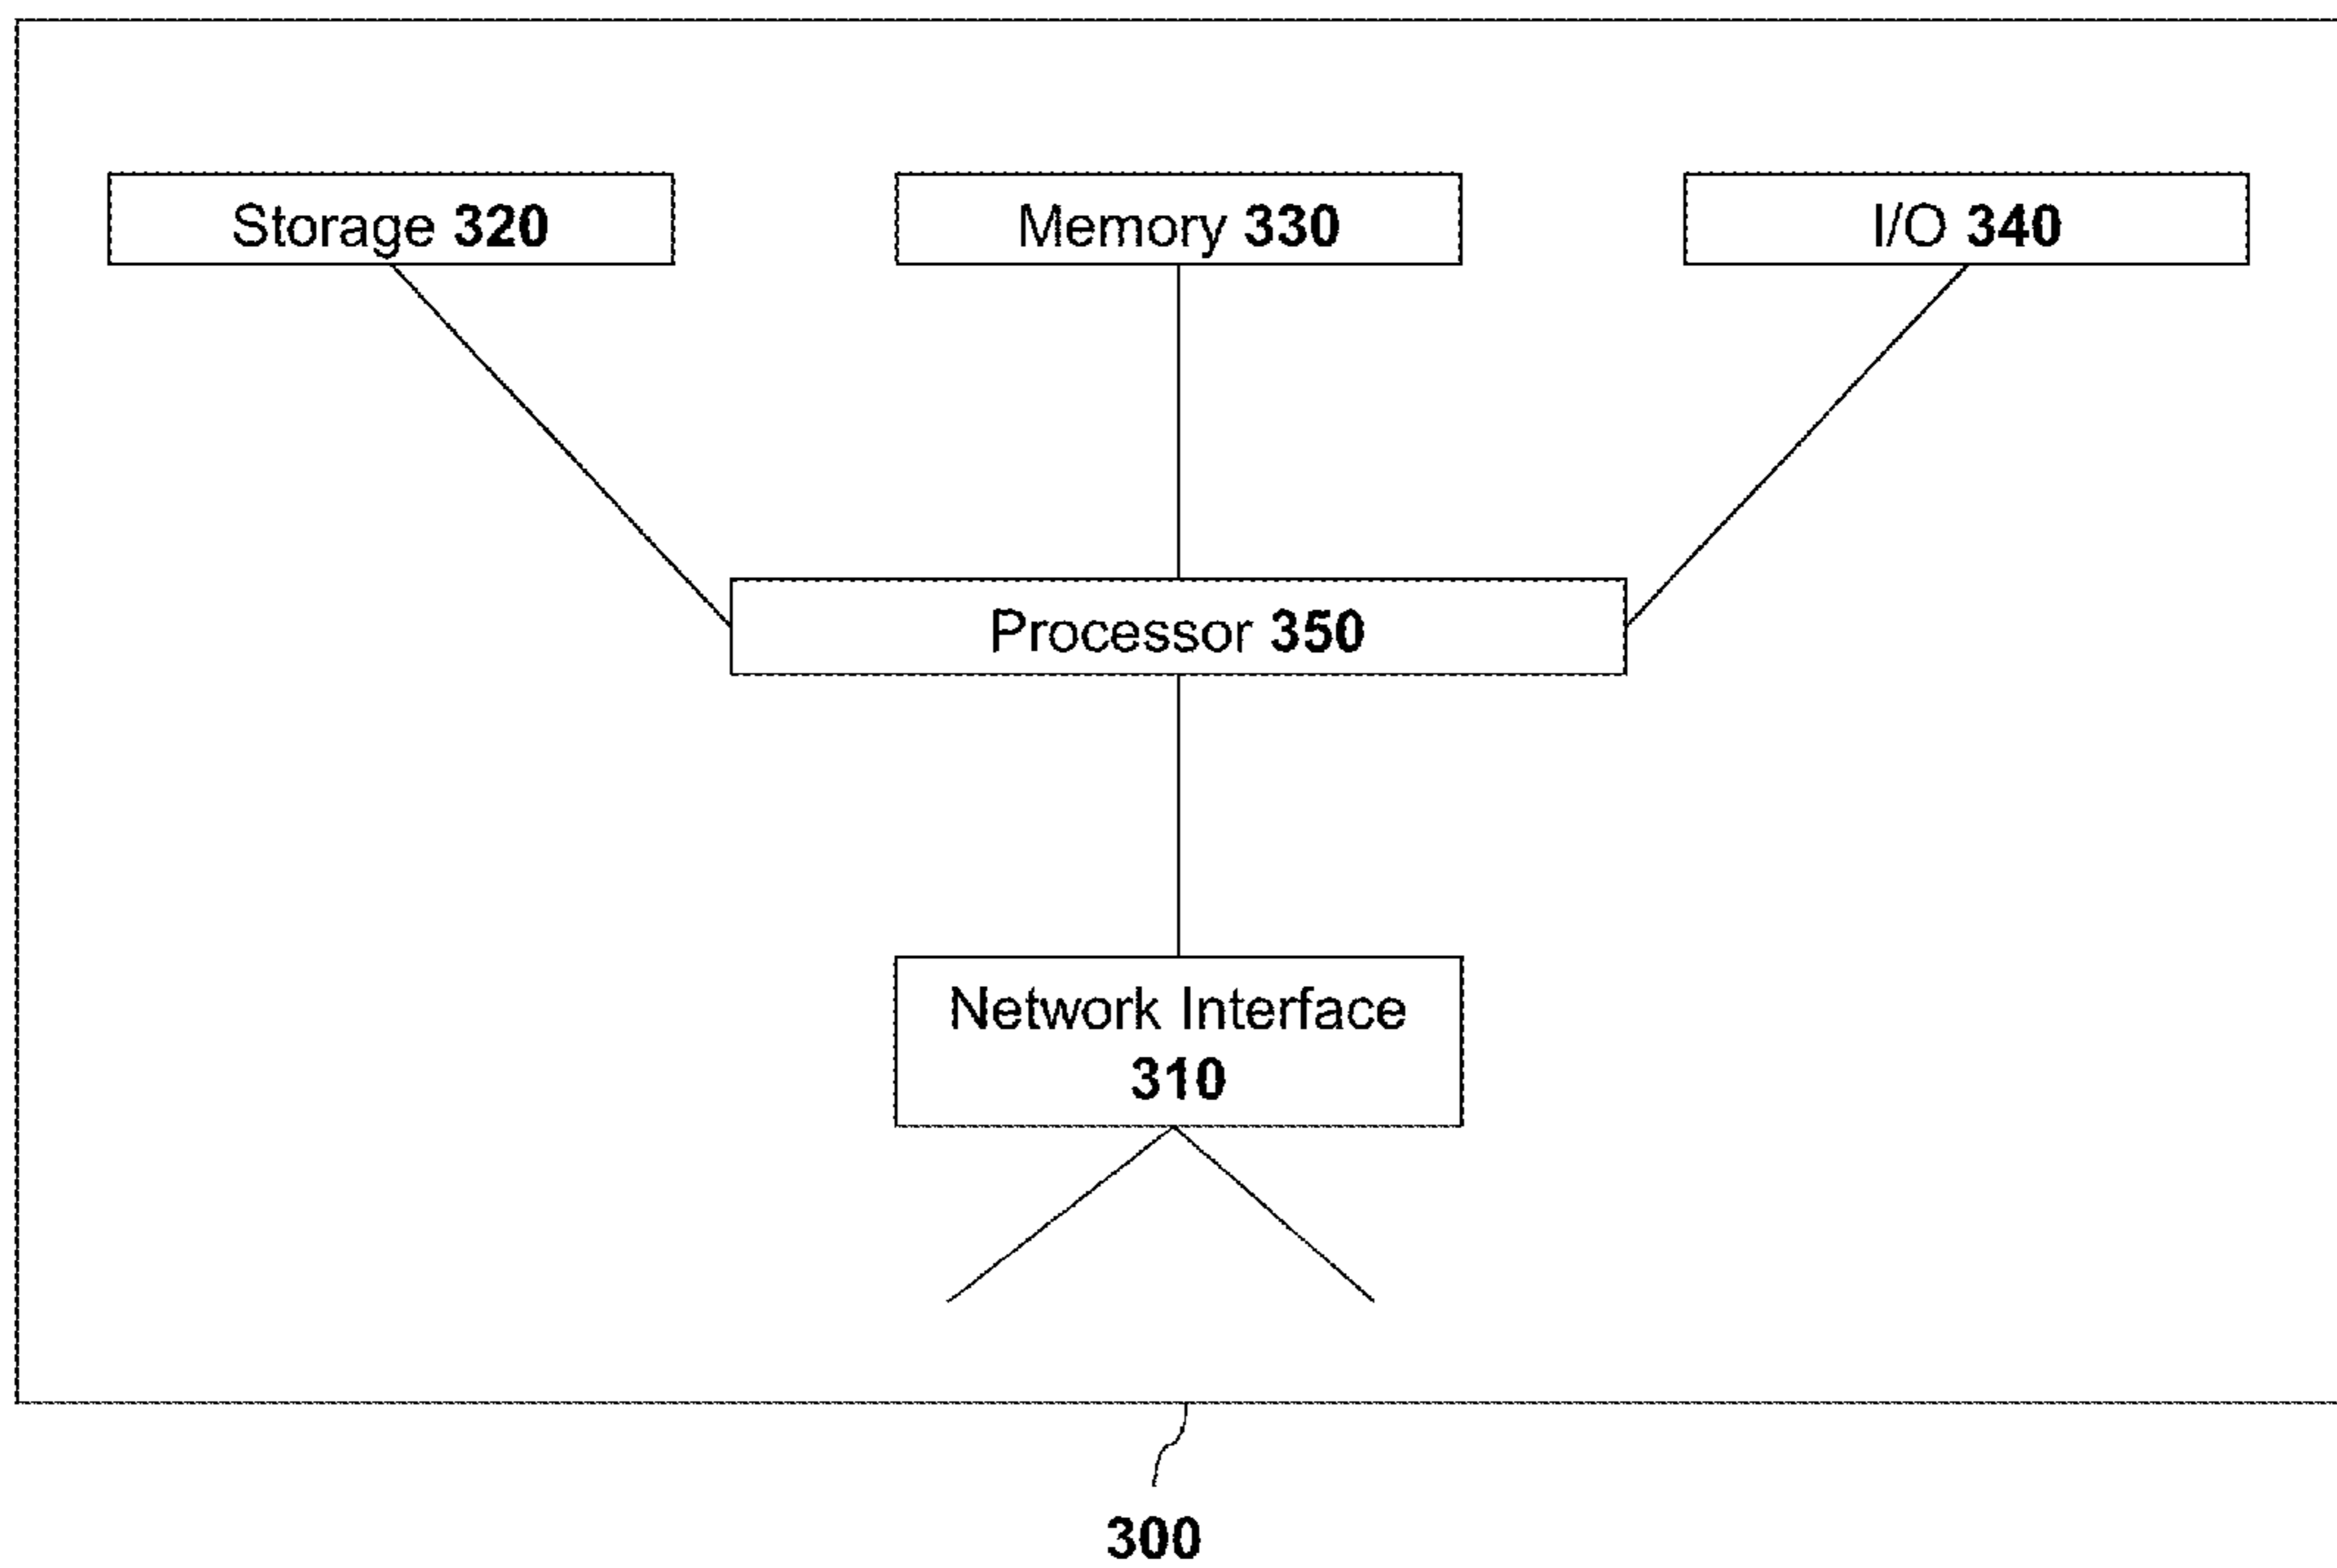 Storage 320
Memory 330
I/O 340
Processor 350
Network Interface
310
300